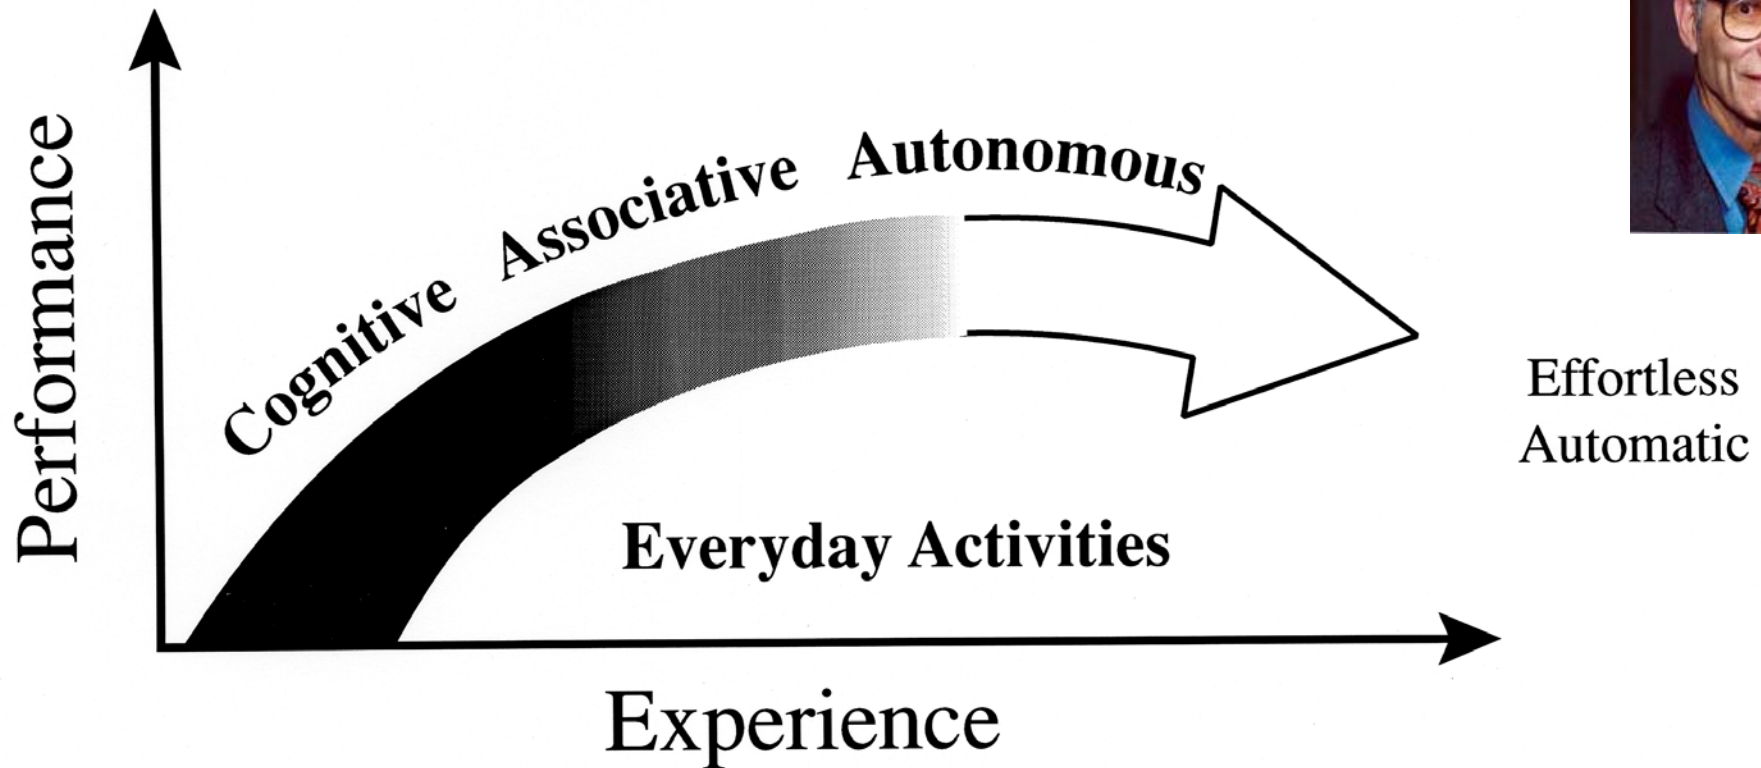 Performance
Cognitive Associative Autonomous
Effortless
Automatic
Everyday Activities
Experience